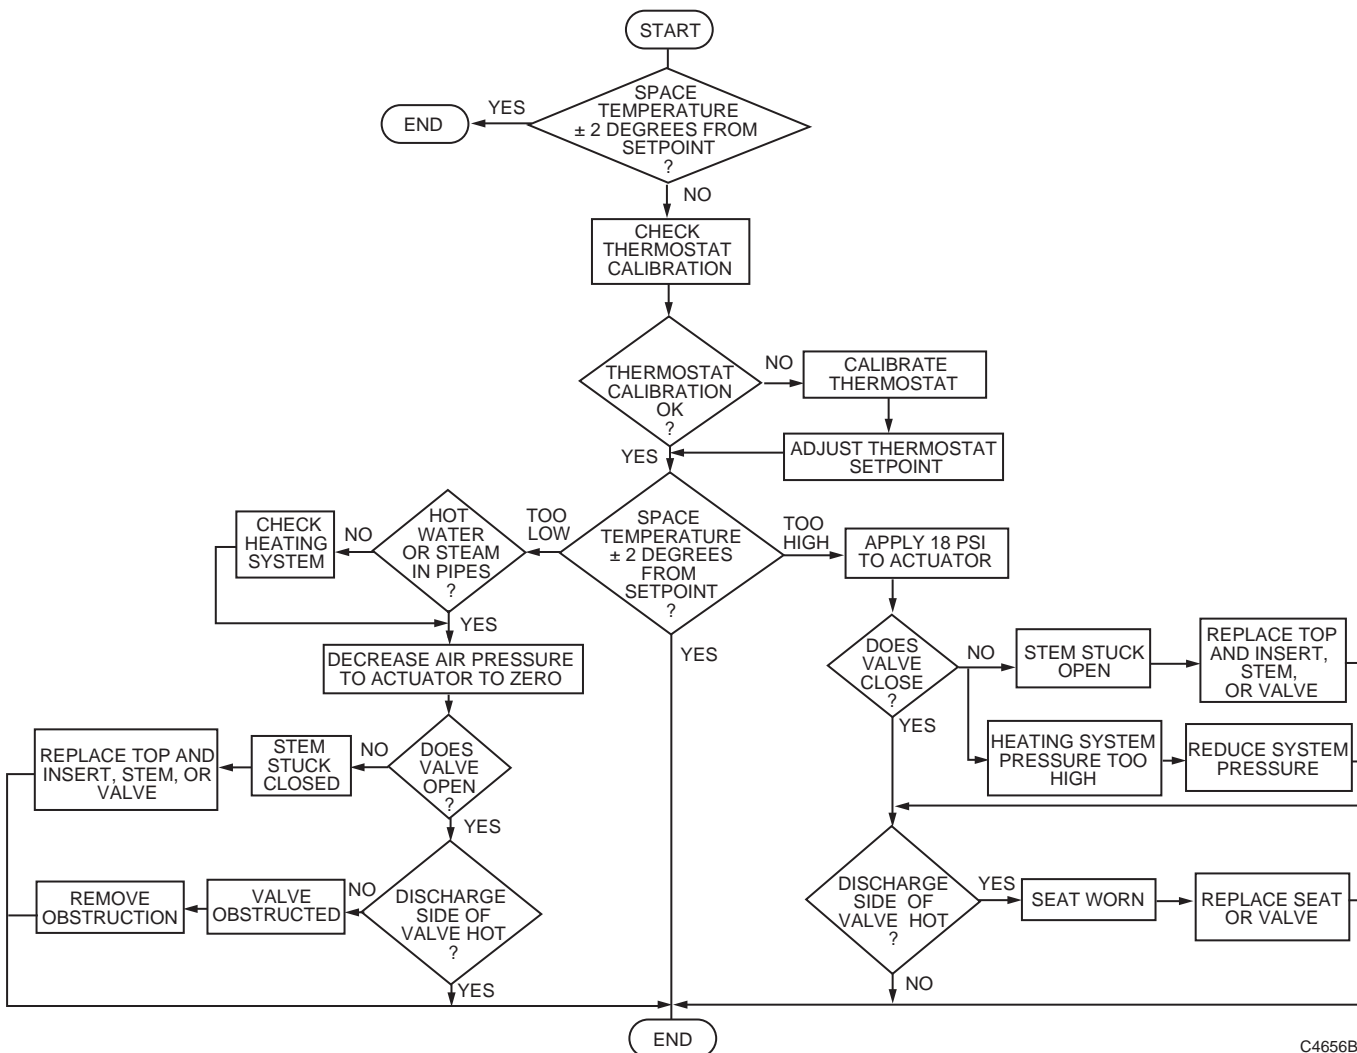 START
SPACE
TEMPERATURE
± 2 DEGREES FROM
SETPOINT
?
YES
END
NO
CHECK
THERMOSTAT
CALIBRATION
THERMOSTAT
CALIBRATION
OK
?
NO
CALIBRATE
THERMOSTAT
ADJUST THERMOSTAT
SETPOINT
YES
SPACE
TEMPERATURE
± 2 DEGREES
FROM
SETPOINT
?
TOO
LOW
HOT
WATER
OR STEAM
IN PIPES
?
NO
CHECK
HEATING
SYSTEM
YES
DECREASE AIR PRESSURE
TO ACTUATOR TO ZERO
DOES
VALVE
OPEN
?
NO
STEM
STUCK
CLOSED
REPLACE TOP AND
INSERT, STEM, OR
VALVE
YES
DISCHARGE
SIDE OF
VALVE HOT
?
NO
VALVE
OBSTRUCTED
REMOVE
OBSTRUCTION
YES
YES
TOO
HIGH
APPLY 18 PSI
TO ACTUATOR
DOES
VALVE
CLOSE
?
NO
STEM STUCK
OPEN
REPLACE TOP
AND INSERT,
STEM,
OR VALVE
HEATING SYSTEM
PRESSURE TOO
HIGH
REDUCE SYSTEM
PRESSURE
YES
DISCHARGE
SIDE OF
VALVE HOT
?
YES
SEAT WORN
REPLACE SEAT
OR VALVE
NO
END
C4656B